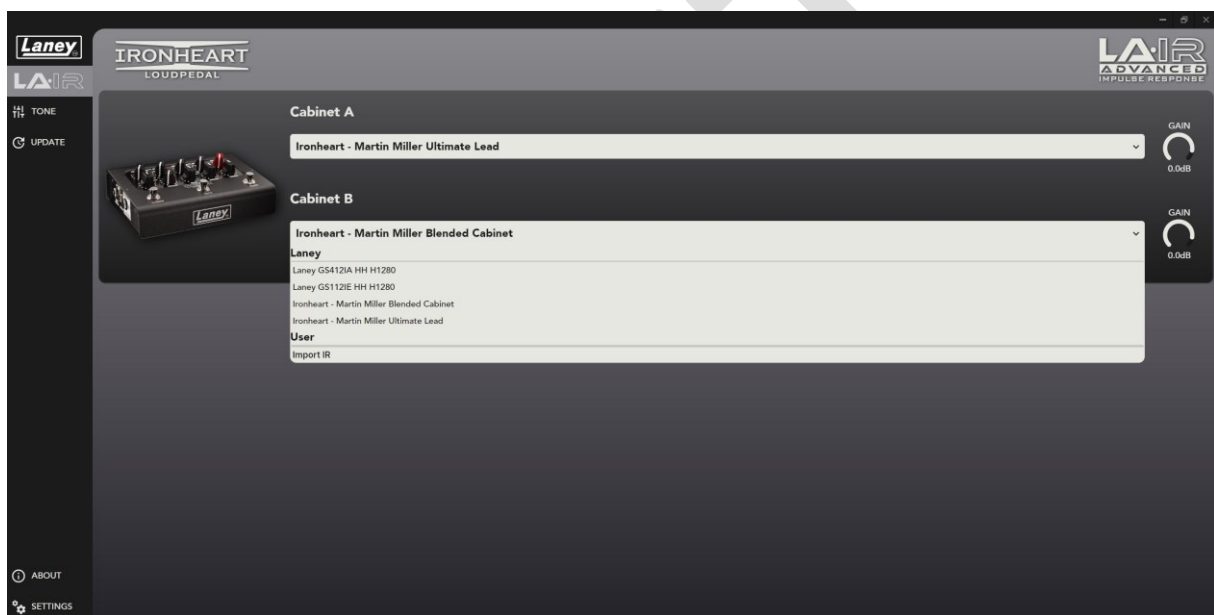 Laney
LA·IR
TONE
UPDATE
ABOUT
SETTINGS
IRONHEART
LOUDPEDAL
LA·IR
ADVANCED
IMPULSE RESPONSE
Laney
Cabinet A
Ironheart - Martin Miller Ultimate Lead
GAIN
0.0dB
Cabinet B
Ironheart - Martin Miller Blended Cabinet
GAIN
0.0dB
Laney
Laney GS412IA HH H1280
Laney GS112IE HH H1280
Ironheart - Martin Miller Blended Cabinet
Ironheart - Martin Miller Ultimate Lead
User
Import IR